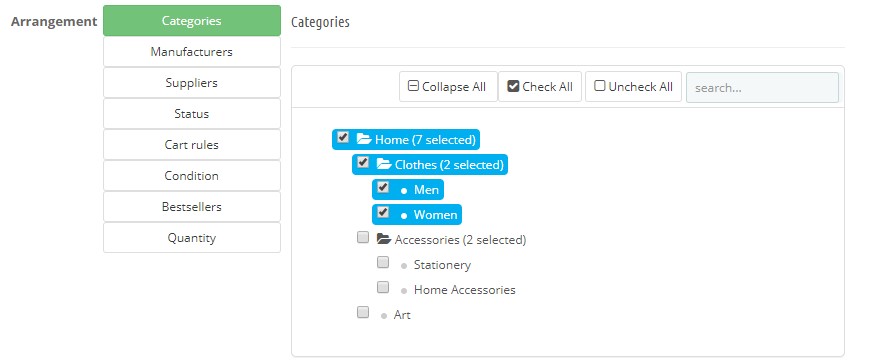 Arrangement
Categories
Manufacturers
Suppliers
Status
Cart rules
Condition
Bestsellers
Quantity
Categories
Collapse All Check All Uncheck All search...
Home (7 selected)
Clothes (2 selected)
Men
Women
Accessories (2 selected)
Stationery
Home Accessories
Art